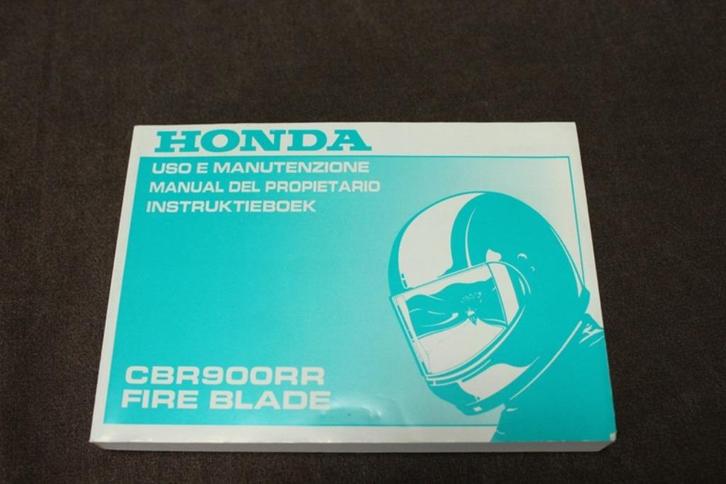 HONDA
USO E MANUTENZIONE
MANUAL DEL PROPIETARIO
INSTRUKTIEBOEK
CBR900RR
FIRE BLADE